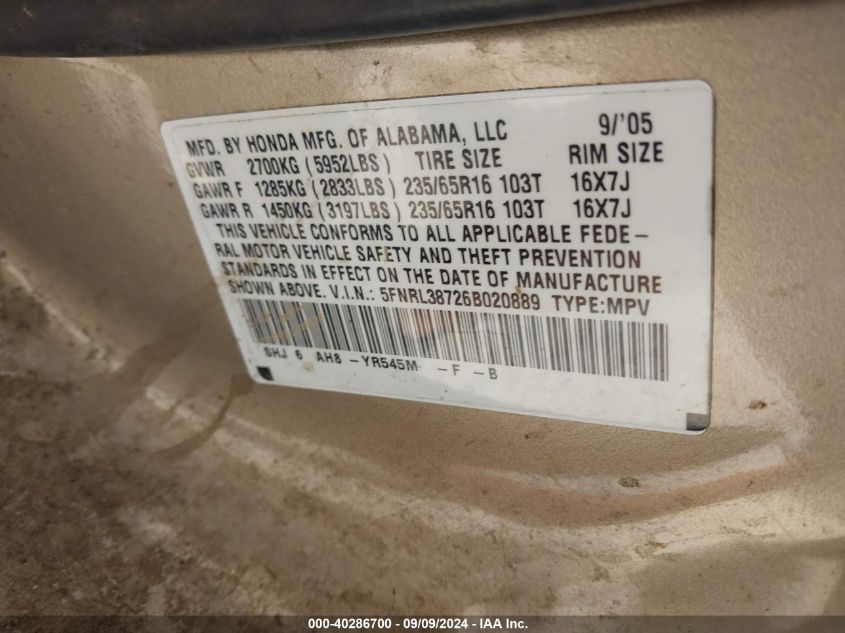 MFD. BY HONDA MFG. OF ALABAMA, LLC 9/'05
GVWR 2700KG (5952LBS) TIRE SIZE RIM SIZE
GAWR F 1285KG (2833LBS) 235/65R16 103T 16X7J
GAWR R 1450KG (3197LBS) 235/65R16 103T 16X7J
THIS VEHICLE CONFORMS TO ALL APPLICABLE FEDE-
RAL MOTOR VEHICLE SAFETY AND THEFT PREVENTION
STANDARDS IN EFFECT ON THE DATE OF MANUFACTURE
SHOWN ABOVE. V.I.N.: 5FNRL38726B020889 TYPE:MPV
SHJ 6 AH8 -YR545M -F -B
000-40286700 - 09/09/2024 - IAA Inc.